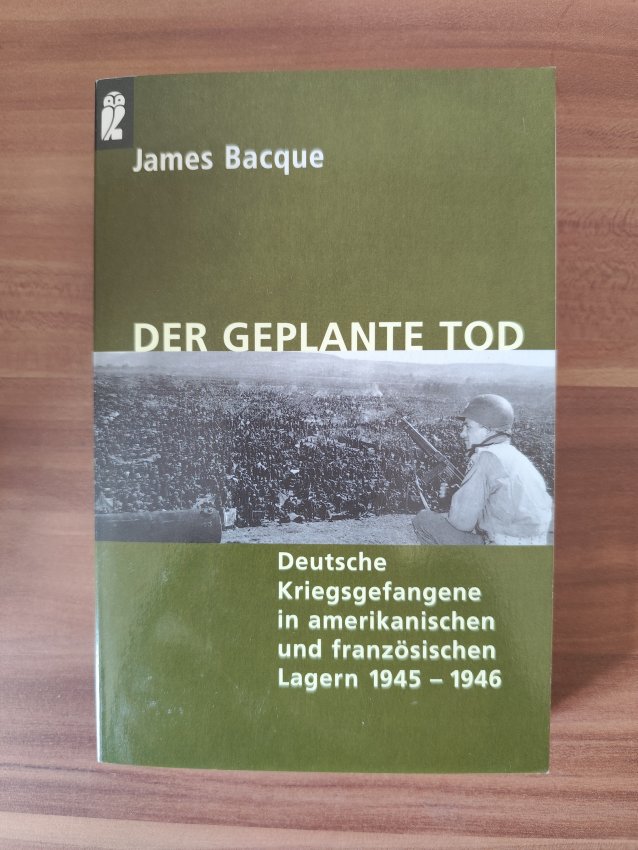 James Bacque
DER GEPLANTE TOD
Deutsche
Kriegsgefangene
in amerikanischen
und französischen
Lagern 1945 – 1946